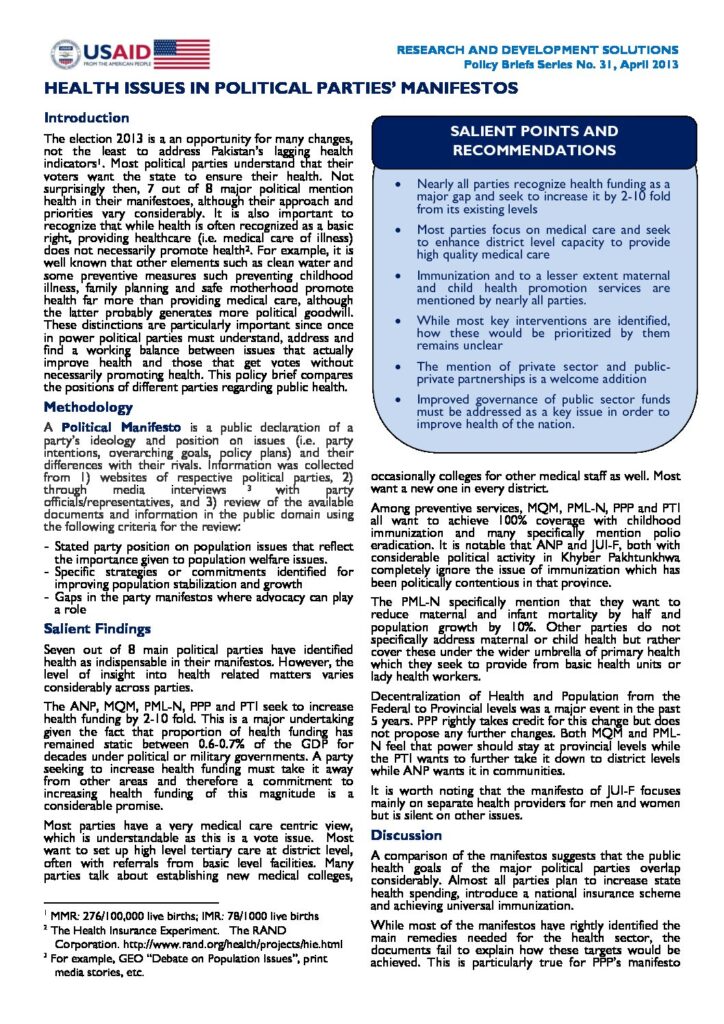 USAID
FROM THE AMERICAN PEOPLE
RESEARCH AND DEVELOPMENT SOLUTIONS
Policy Briefs Series No. 31, April 2013
HEALTH ISSUES IN POLITICAL PARTIES' MANIFESTOS
Introduction
The election 2013 is a an opportunity for many changes,
not the least to address Pakistan's lagging health
indicators¹. Most political parties understand that their
voters want the state to ensure their health. Not
surprisingly then, 7 out of 8 major political mention
health in their manifestoes, although their approach and
priorities vary considerably. It is also important to
recognize that while health is often recognized as a basic
right, providing healthcare (i.e. medical care of illness)
does not necessarily promote health². For example, it is
well known that other elements such as clean water and
some preventive measures such preventing childhood
illness, family planning and safe motherhood promote
health far more than providing medical care, although
the latter probably generates more political goodwill.
These distinctions are particularly important since once
in power political parties must understand, address and
find a working balance between issues that actually
improve health and those that get votes without
necessarily promoting health. This policy brief compares
the positions of different parties regarding public health.
Methodology
A Political Manifesto is a public declaration of a
party's ideology and position on issues (i.e. party
intentions, overarching goals, policy plans) and their
differences with their rivals. Information was collected
from 1) websites of respective political parties, 2)
through media interviews ³ with party
officials/representatives, and 3) review of the available
documents and information in the public domain using
the following criteria for the review:
- Stated party position on population issues that reflect
the importance given to population welfare issues.
- Specific strategies or commitments identified for
improving population stabilization and growth
- Gaps in the party manifestos where advocacy can play
a role
Salient Findings
Seven out of 8 main political parties have identified
health as indispensable in their manifestos. However, the
level of insight into health related matters varies
considerably across parties.
The ANP, MQM, PML-N, PPP and PTI seek to increase
health funding by 2-10 fold. This is a major undertaking
given the fact that proportion of health funding has
remained static between 0.6-0.7% of the GDP for
decades under political or military governments. A party
seeking to increase health funding must take it away
from other areas and therefore a commitment to
increasing health funding of this magnitude is a
considerable promise.
Most parties have a very medical care centric view,
which is understandable as this is a vote issue. Most
want to set up high level tertiary care at district level,
often with referrals from basic level facilities. Many
parties talk about establishing new medical colleges,
¹ MMR: 276/100,000 live births; IMR: 78/1000 live births
² The Health Insurance Experiment. The RAND
Corporation. http://www.rand.org/health/projects/hie.html
³ For example, GEO "Debate on Population Issues", print
media stories, etc.
SALIENT POINTS AND
RECOMMENDATIONS
• Nearly all parties recognize health funding as a
major gap and seek to increase it by 2-10 fold
from its existing levels
• Most parties focus on medical care and seek
to enhance district level capacity to provide
high quality medical care
• Immunization and to a lesser extent maternal
and child health promotion services are
mentioned by nearly all parties.
• While most key interventions are identified,
how these would be prioritized by them
remains unclear
• The mention of private sector and public-
private partnerships is a welcome addition
• Improved governance of public sector funds
must be addressed as a key issue in order to
improve health of the nation.
occasionally colleges for other medical staff as well. Most
want a new one in every district.
Among preventive services, MQM, PML-N, PPP and PTI
all want to achieve 100% coverage with childhood
immunization and many specifically mention polio
eradication. It is notable that ANP and JUI-F, both with
considerable political activity in Khyber Pakhtunkhwa
completely ignore the issue of immunization which has
been politically contentious in that province.
The PML-N specifically mention that they want to
reduce maternal and infant mortality by half and
population growth by 10%. Other parties do not
specifically address maternal or child health but rather
cover these under the wider umbrella of primary health
which they seek to provide from basic health units or
lady health workers.
Decentralization of Health and Population from the
Federal to Provincial levels was a major event in the past
5 years. PPP rightly takes credit for this change but does
not propose any further changes. Both MQM and PML-
N feel that power should stay at provincial levels while
the PTI wants to further take it down to district levels
while ANP wants it in communities.
It is worth noting that the manifesto of JUI-F focuses
mainly on separate health providers for men and women
but is silent on other issues.
Discussion
A comparison of the manifestos suggests that the public
health goals of the major political parties overlap
considerably. Almost all parties plan to increase state
health spending, introduce a national insurance scheme
and achieving universal immunization.
While most of the manifestos have rightly identified the
main remedies needed for the health sector, the
documents fail to explain how these targets would be
achieved. This is particularly true for PPP's manifesto